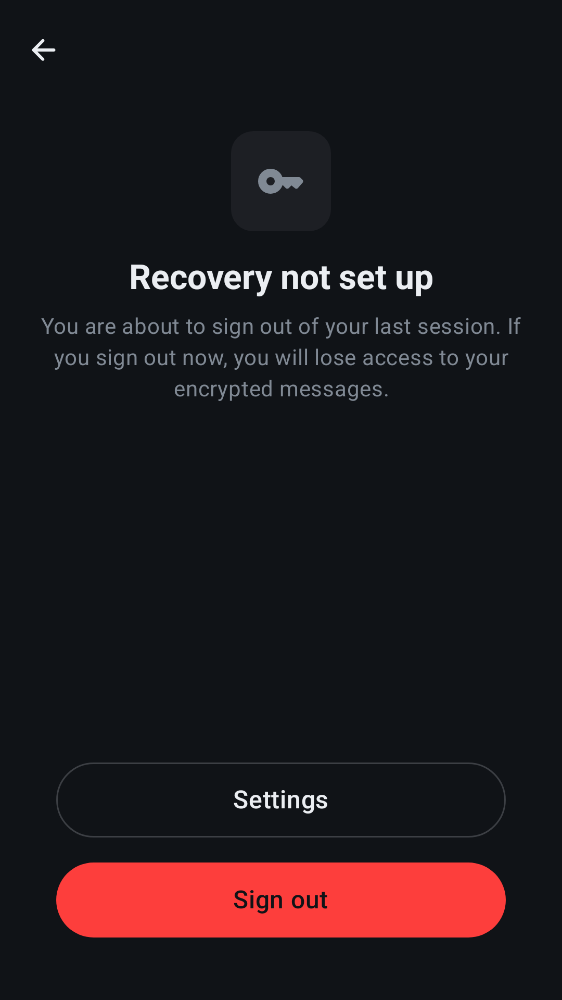 Recovery not set up
You are about to sign out of your last session. If
you sign out now, you will lose access to your
encrypted messages.
Settings
Sign out